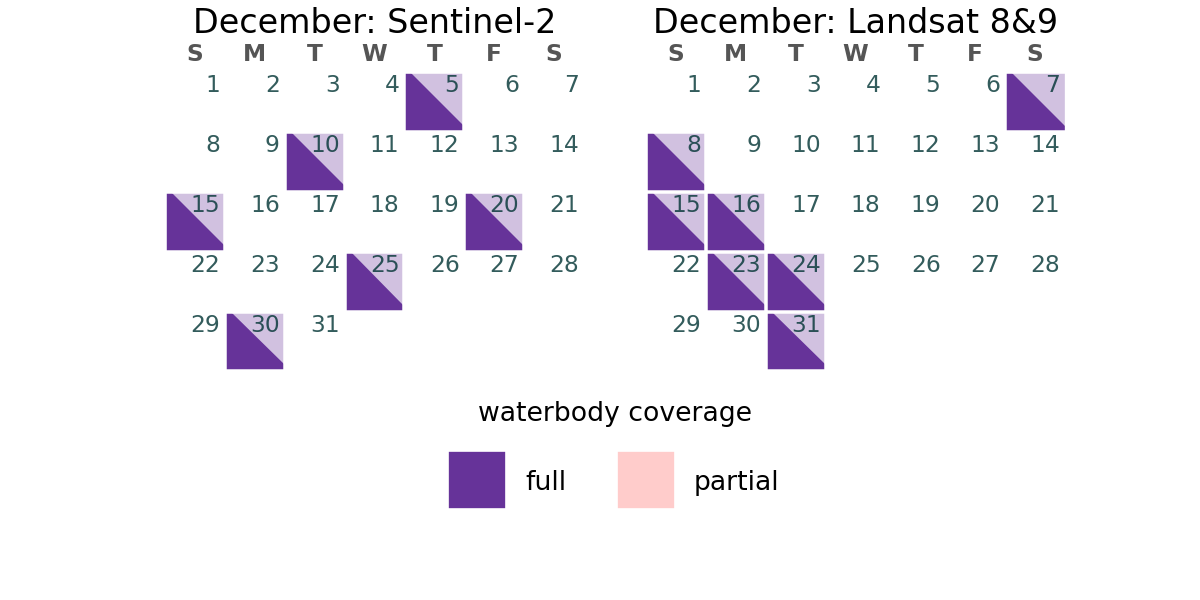 December: Sentinel-2
S M T W T F S
1 2 3 4 5 6 7
8 9 10 11 12 13 14
15 16 17 18 19 20 21
22 23 24 25 26 27 28
29 30 31
December: Landsat 8&9
S M T W T F S
1 2 3 4 5 6 7
8 9 10 11 12 13 14
15 16 17 18 19 20 21
22 23 24 25 26 27 28
29 30 31
waterbody coverage
full
partial